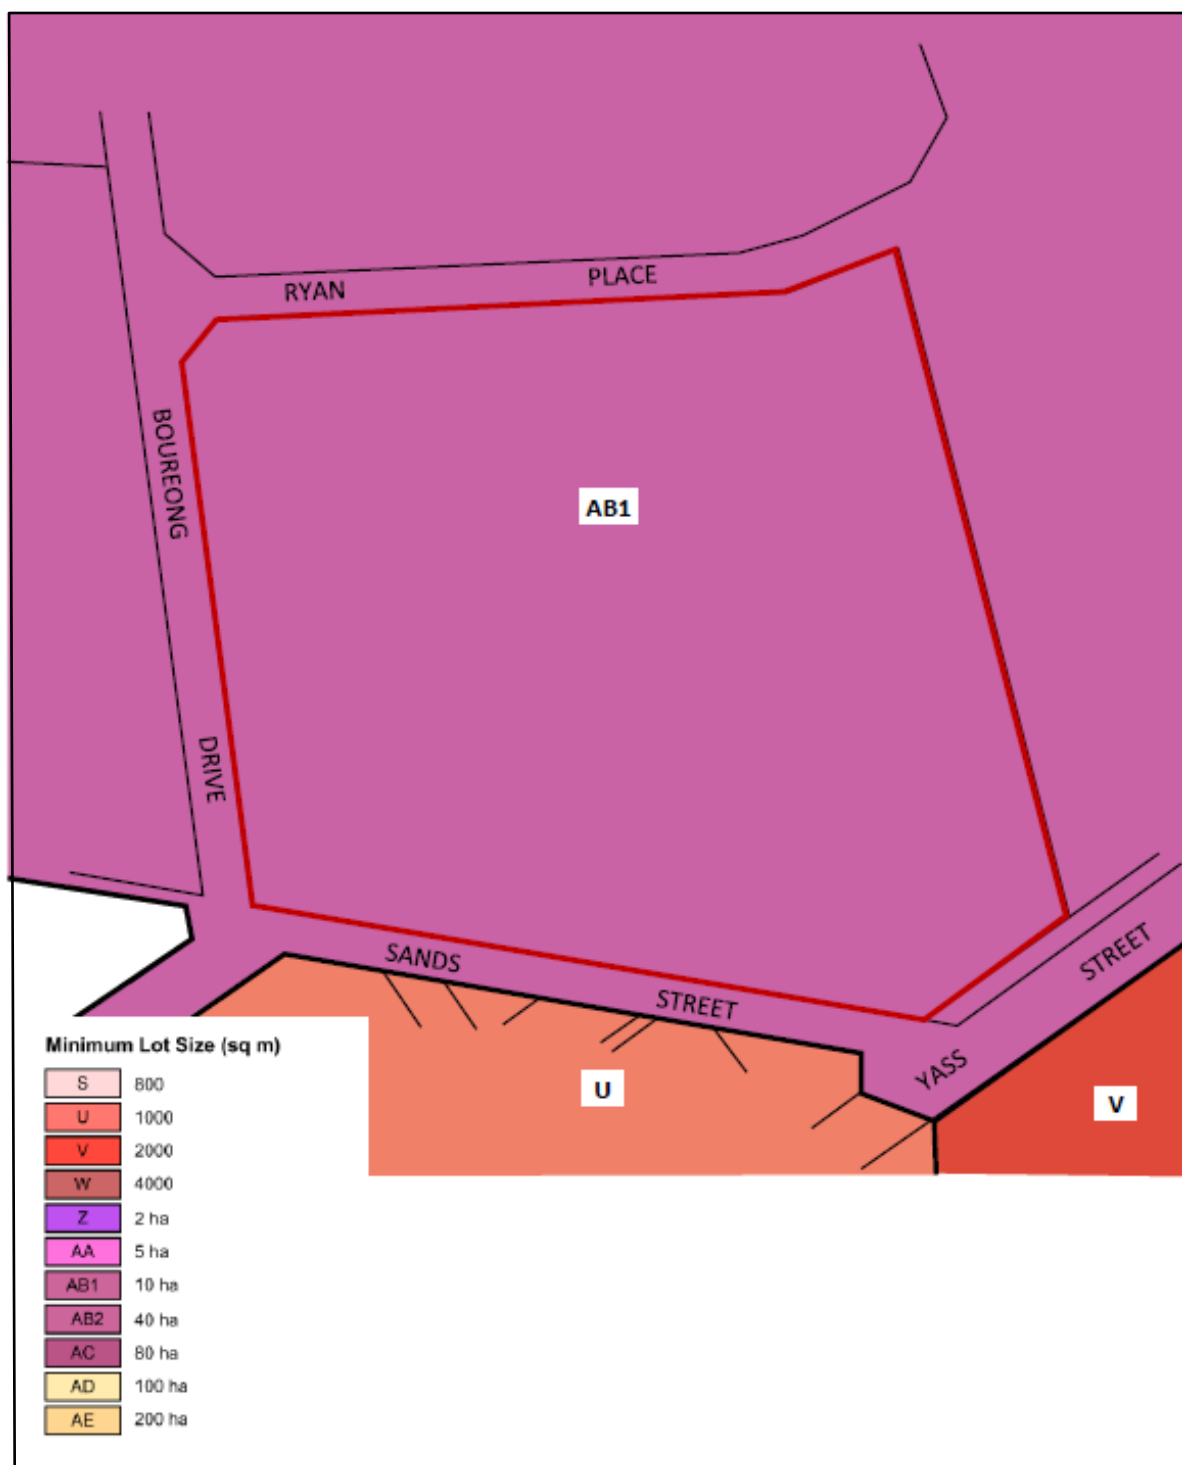 RYAN PLACE
BOUREONG
AB1
DRIVE
SANDS
STREET
STREET
YASS
U
V
Minimum Lot Size (sq m)
S 800
U 1000
V 2000
W 4000
Z 2 ha
AA 5 ha
AB1 10 ha
AB2 40 ha
AC 80 ha
AD 100 ha
AE 200 ha